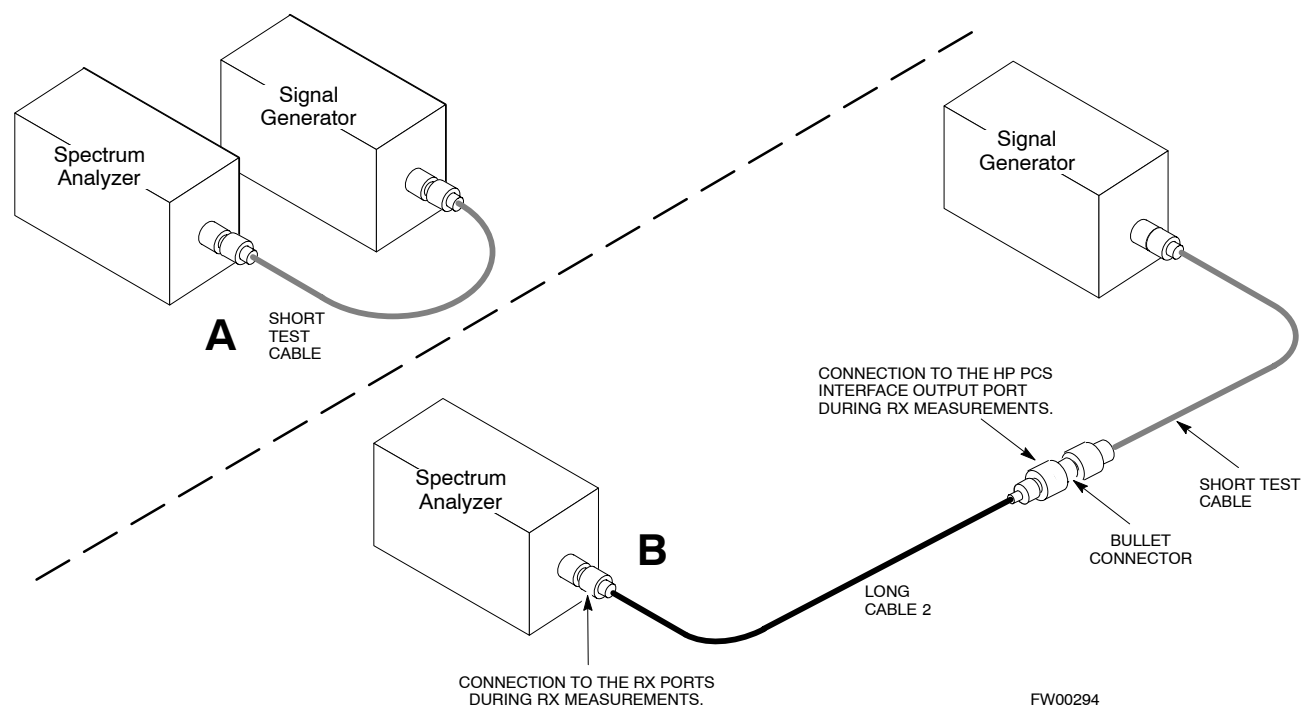 Signal
Generator
Spectrum
Analyzer
A
SHORT
TEST
CABLE
Signal
Generator
CONNECTION TO THE HP PCS
INTERFACE OUTPUT PORT
DURING RX MEASUREMENTS.
SHORT TEST
CABLE
BULLET
CONNECTOR
Spectrum
Analyzer
B
LONG
CABLE 2
CONNECTION TO THE RX PORTS
DURING RX MEASUREMENTS.
FW00294